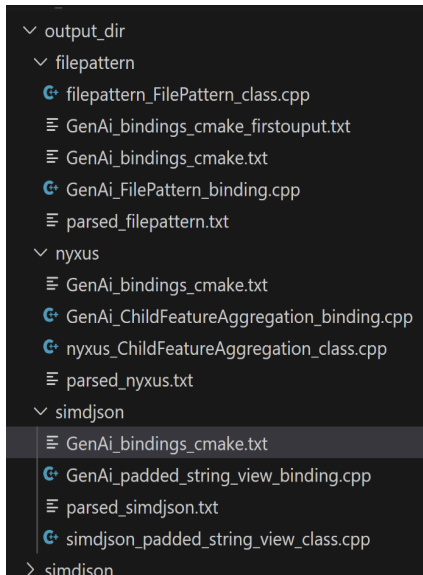 output_dir
filepattern
filepattern_FilePattern_class.cpp
GenAi_bindings_cmake_firstouput.txt
GenAi_bindings_cmake.txt
GenAi_FilePattern_binding.cpp
parsed_filepattern.txt
nyxus
GenAi_bindings_cmake.txt
GenAi_ChildFeatureAggregation_binding.cpp
nyxus_ChildFeatureAggregation_class.cpp
parsed_nyxus.txt
simdjson
GenAi_bindings_cmake.txt
GenAi_padded_string_view_binding.cpp
parsed_simdjson.txt
simdjson_padded_string_view_class.cpp
simdjson